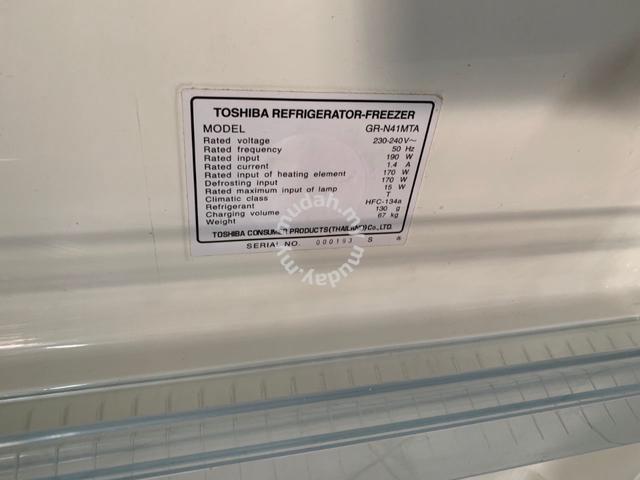 TOSHIBA REFRIGERATOR-FREEZER
MODEL GR-N41MTA
Rated voltage 230-240V~
Rated frequency 50 Hz
Rated input 190 W
Rated current 1.4 A
Rated input of heating element 170 W
Defrosting input 170 W
Rated maximum input of lamp 15 W
Climatic class T
Refrigerant HFC-134a
Charging volume 130 g
Weight 67 kg
TOSHIBA CONSUMER PRODUCTS(THAILAND)Co.,LTD.
SERIAL NO. 000193 S
mudah.my